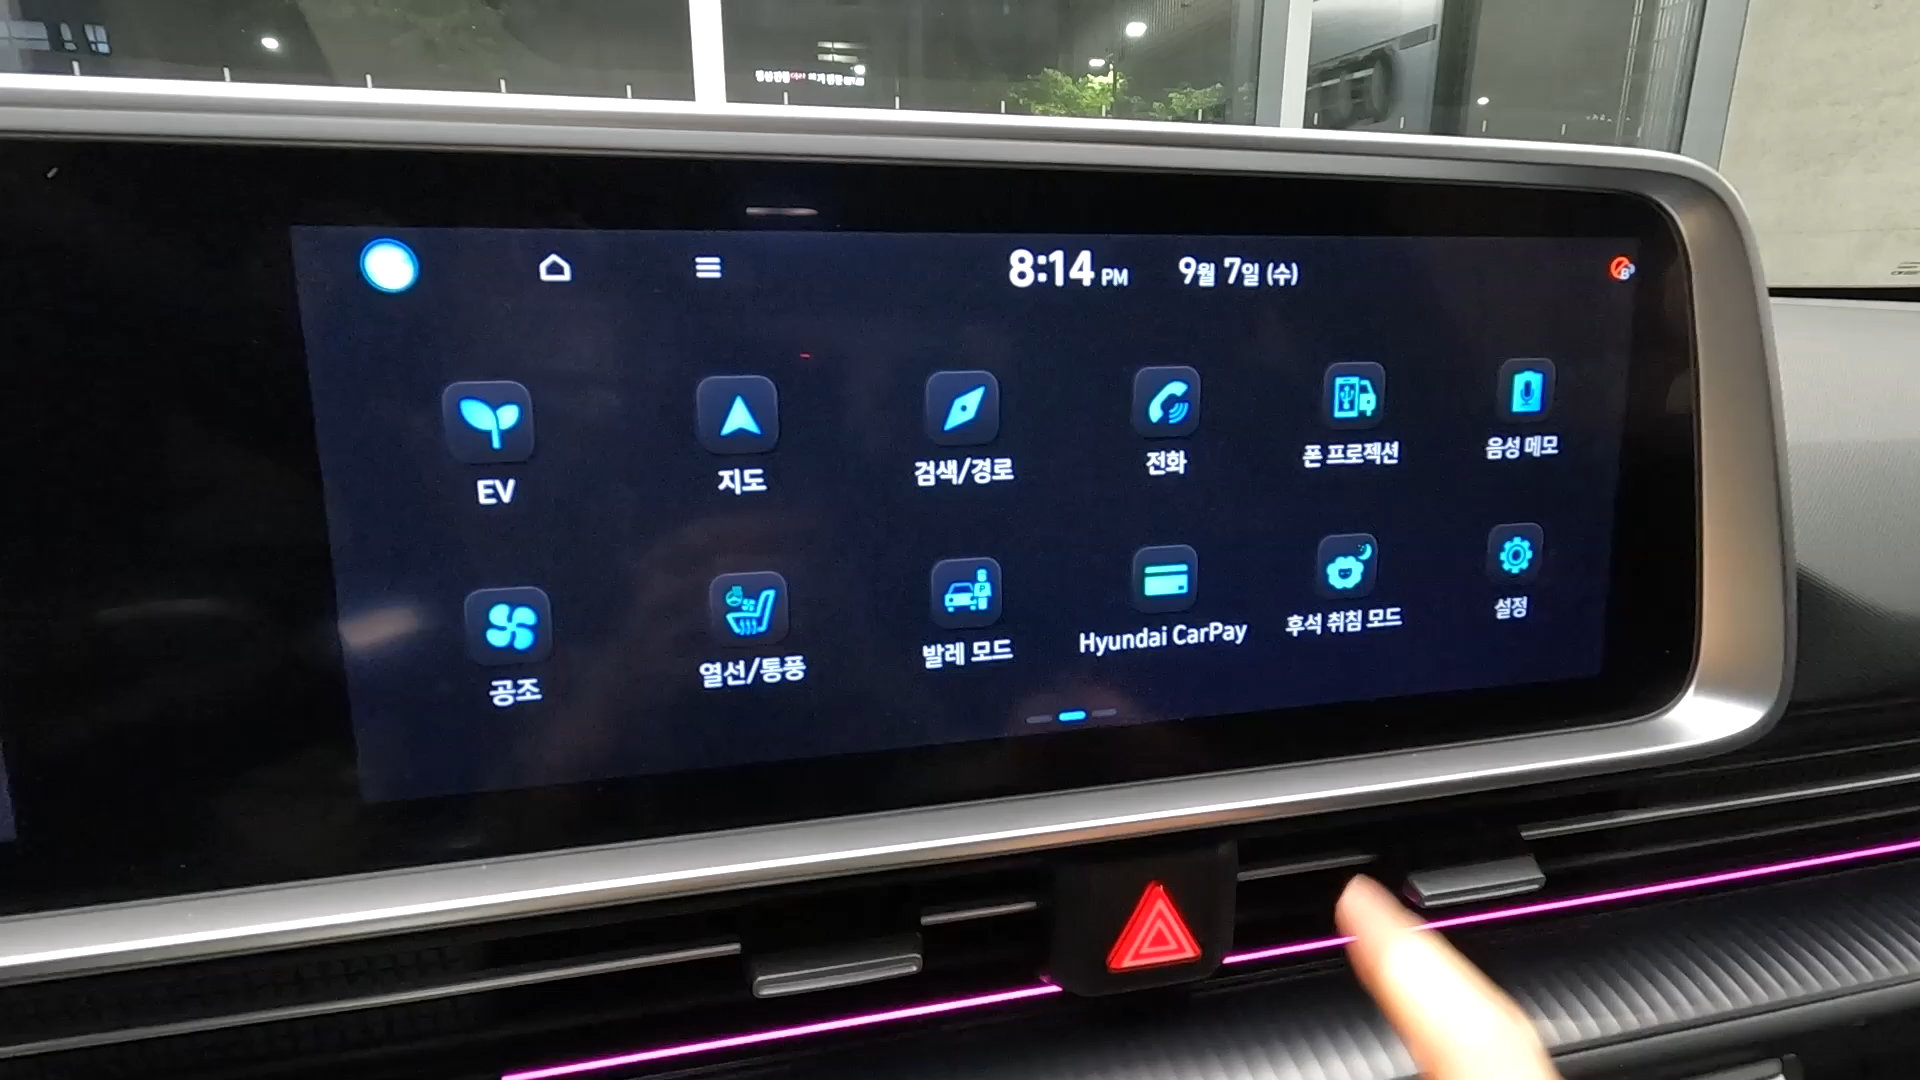 8:14 PM 9월 7일 (수)
EV
지도
검색/경로
전화
폰 프로젝션
음성 메모
공조
열선/통풍
발레 모드
Hyundai CarPay
후석 취침 모드
설정